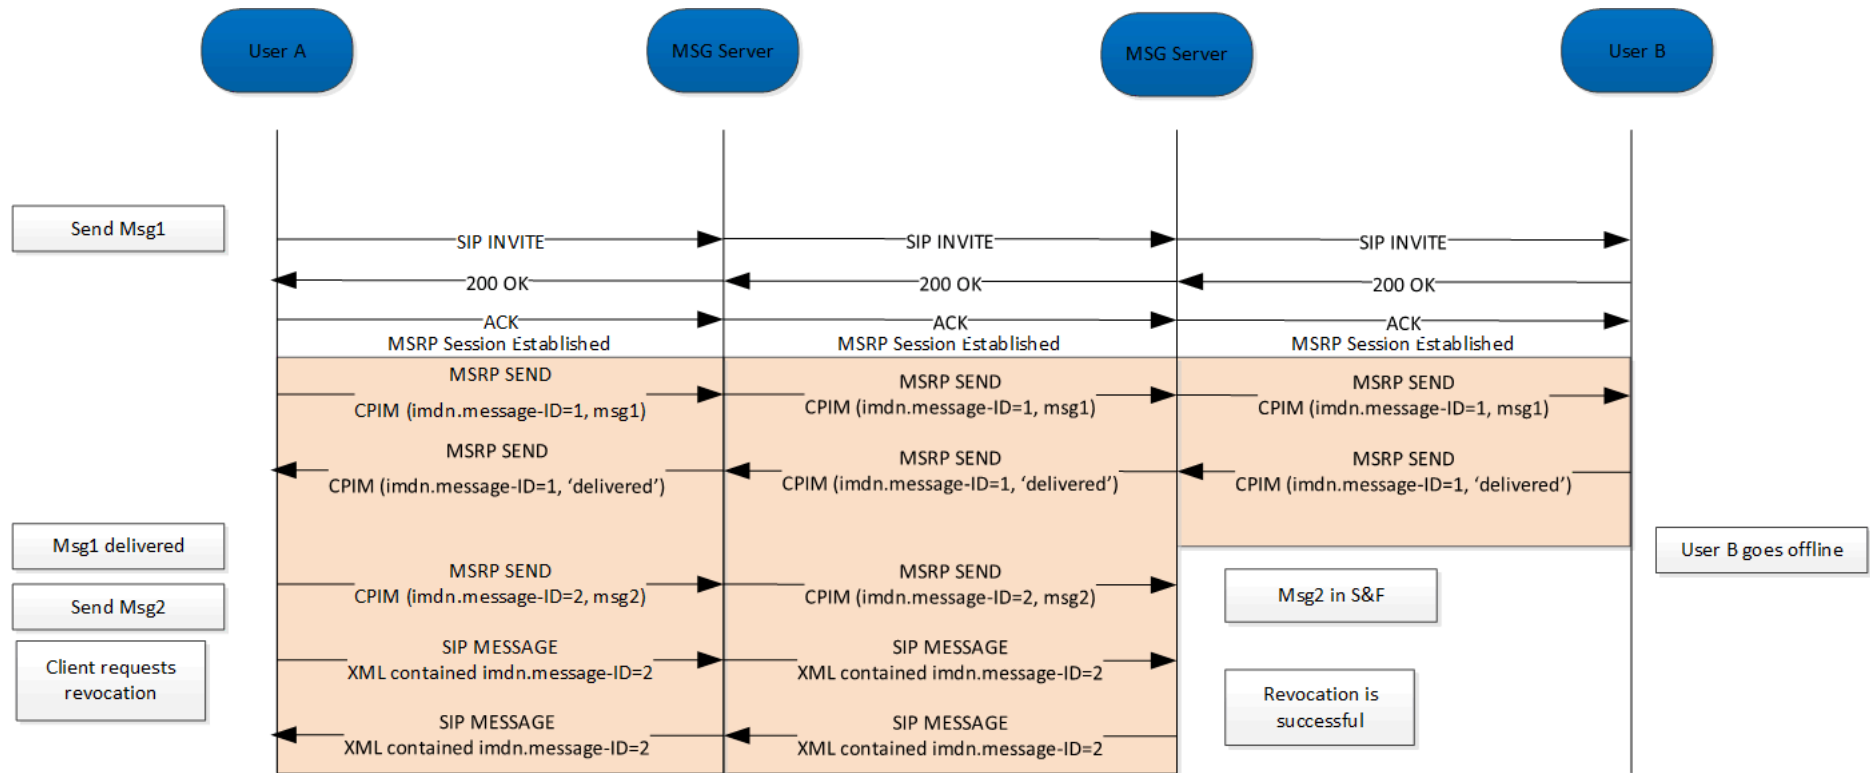 User A
MSG Server
MSG Server
User B
Send Msg1
SIP INVITE
SIP INVITE
SIP INVITE
200 OK
200 OK
200 OK
ACK
ACK
ACK
MSRP Session Established
MSRP Session Established
MSRP Session Established
MSRP SEND
CPIM (imdn.message-ID=1, msg1)
MSRP SEND
CPIM (imdn.message-ID=1, msg1)
MSRP SEND
CPIM (imdn.message-ID=1, msg1)
MSRP SEND
CPIM (imdn.message-ID=1, ‘delivered’)
MSRP SEND
CPIM (imdn.message-ID=1, ‘delivered’)
MSRP SEND
CPIM (imdn.message-ID=1, ‘delivered’)
Msg1 delivered
User B goes offline
Send Msg2
MSRP SEND
CPIM (imdn.message-ID=2, msg2)
MSRP SEND
CPIM (imdn.message-ID=2, msg2)
Msg2 in S&F
Client requests
revocation
SIP MESSAGE
XML contained imdn.message-ID=2
SIP MESSAGE
XML contained imdn.message-ID=2
Revocation is
successful
SIP MESSAGE
XML contained imdn.message-ID=2
SIP MESSAGE
XML contained imdn.message-ID=2